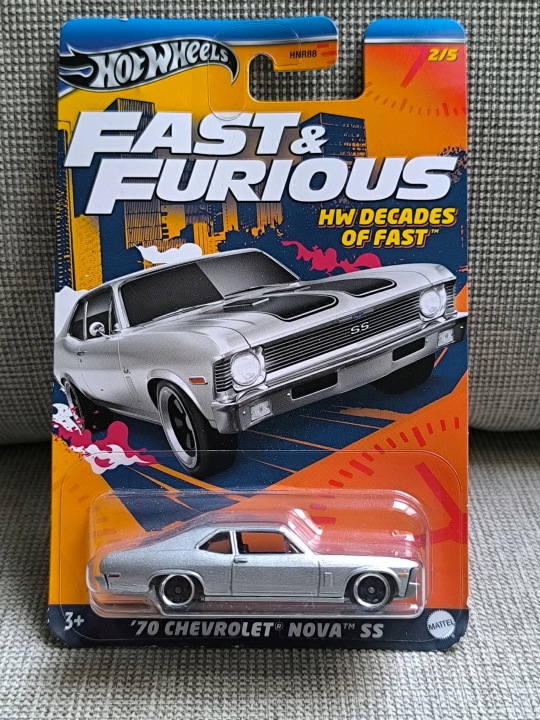 HOT WHEELS
HNR88
2/5
FAST &
FURIOUS
HW DECADES
OF FAST™
SS
3+
'70 CHEVROLET® NOVA™ SS
MATTEL